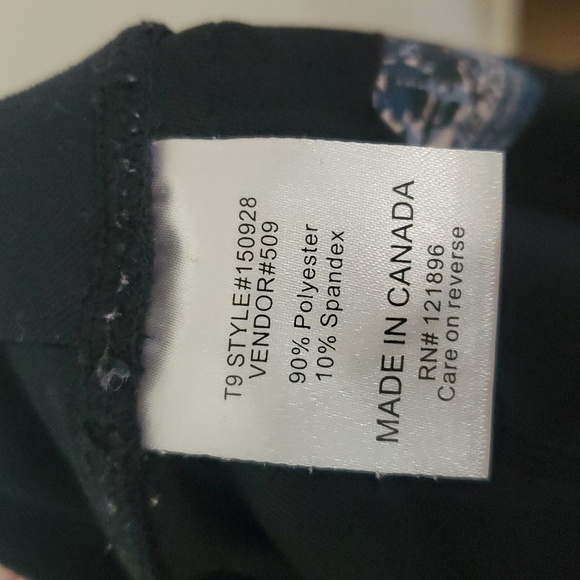 T9 STYLE#150928
VENDOR#509
90% Polyester
10% Spandex
MADE IN CANADA
RN# 121896
Care on reverse